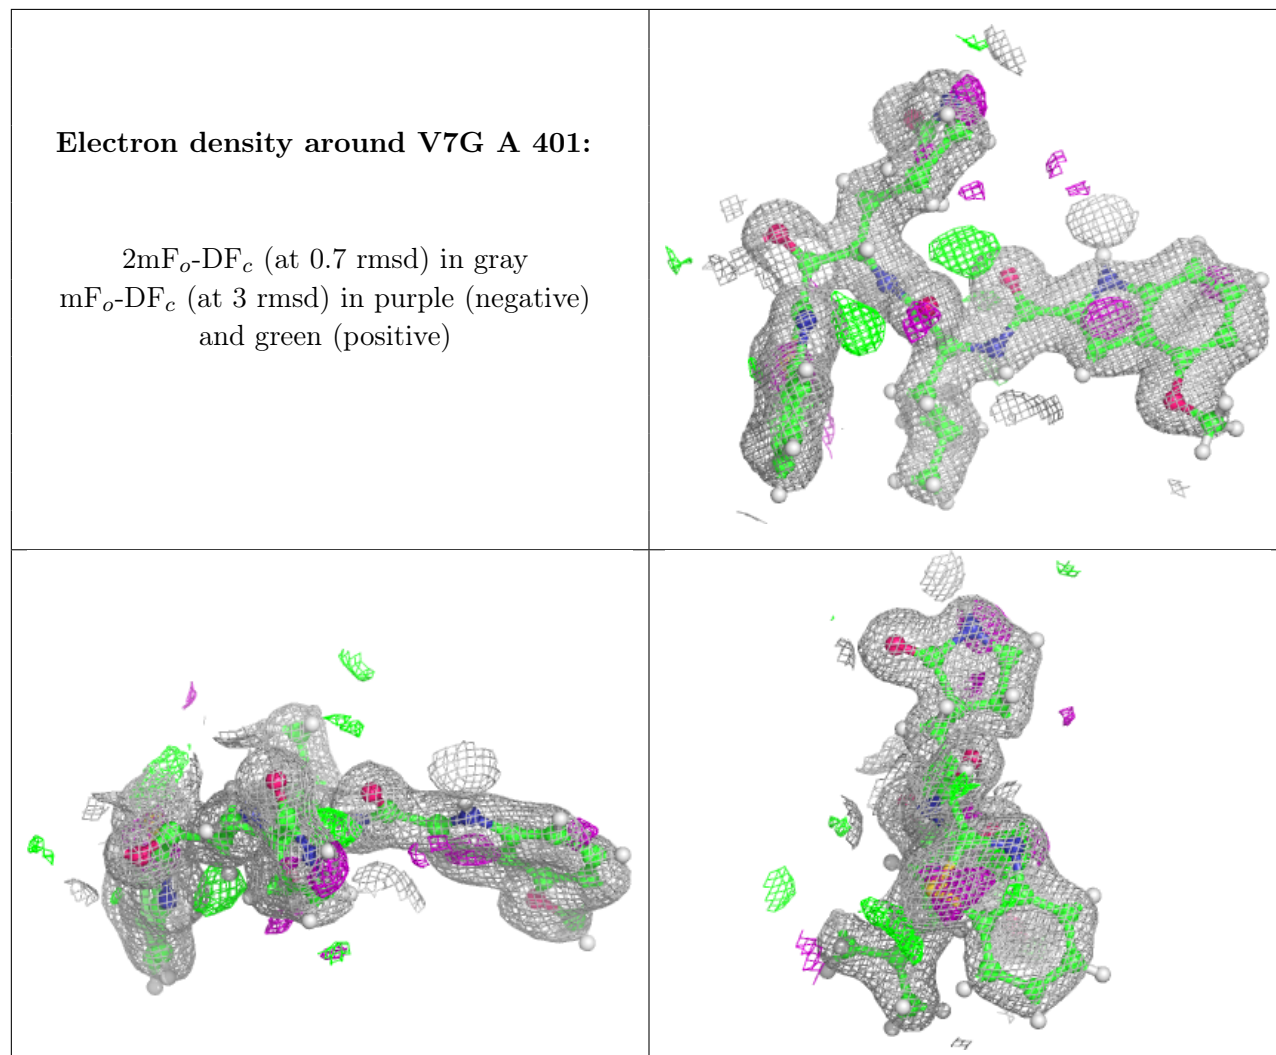 Electron density around V7G A 401:
2mFo-DFc (at 0.7 rmsd) in gray
mFo-DFc (at 3 rmsd) in purple (negative)
and green (positive)